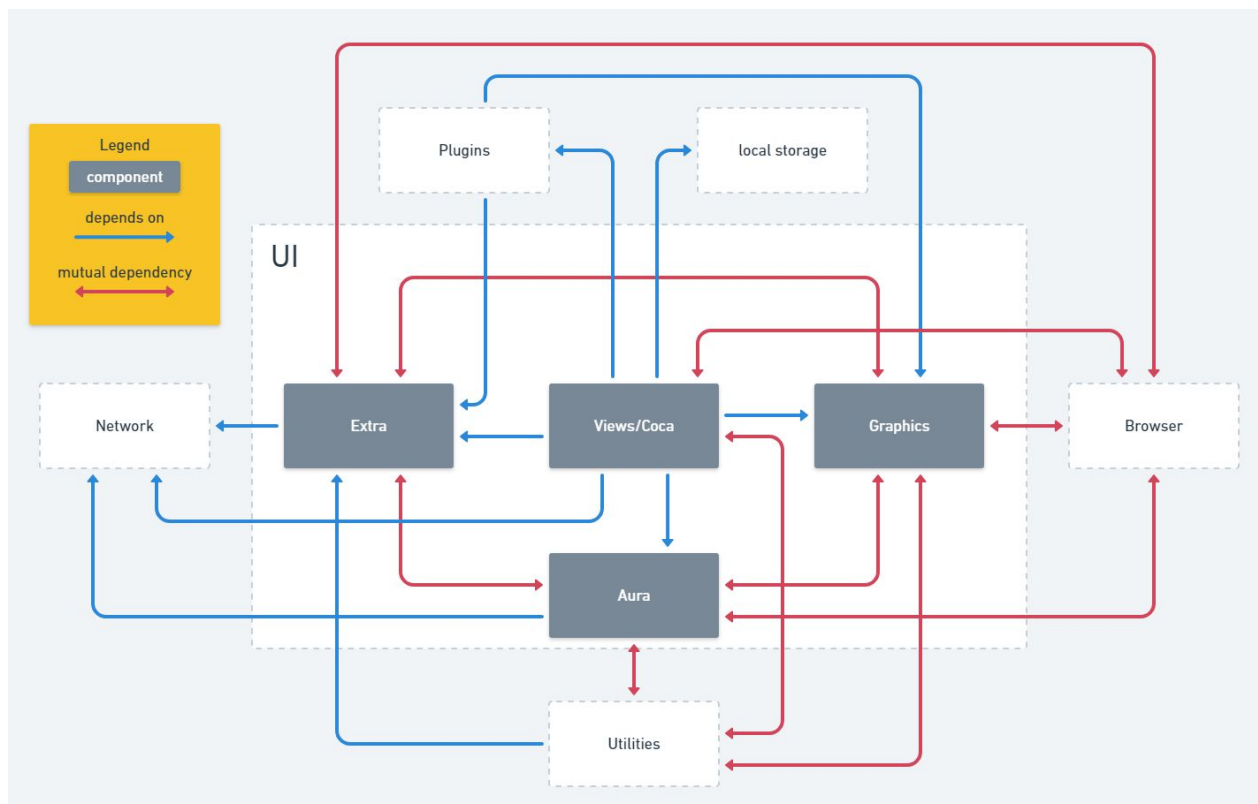 Plugins
local storage
Legend
component
depends on
mutual dependency
UI
Network
Extra
Views/Coca
Graphics
Browser
Aura
Utilities